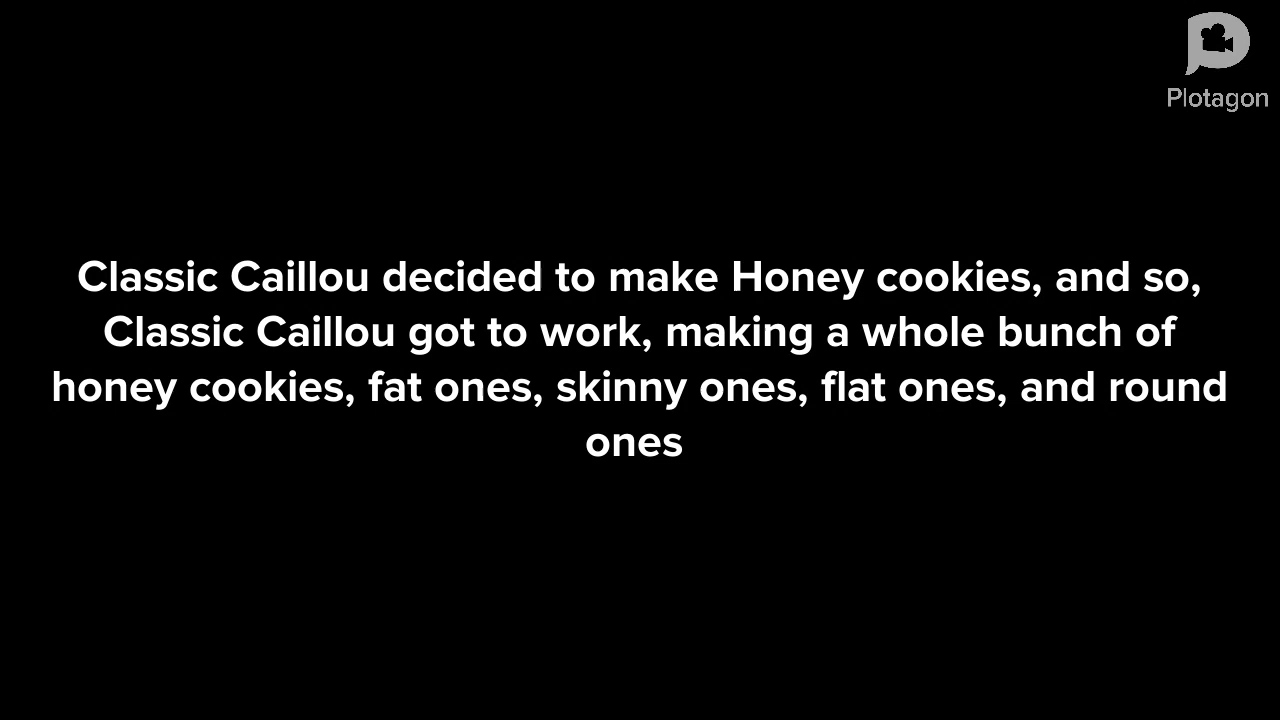 Plotagon
Classic Caillou decided to make Honey cookies, and so,
Classic Caillou got to work, making a whole bunch of
honey cookies, fat ones, skinny ones, flat ones, and round
ones